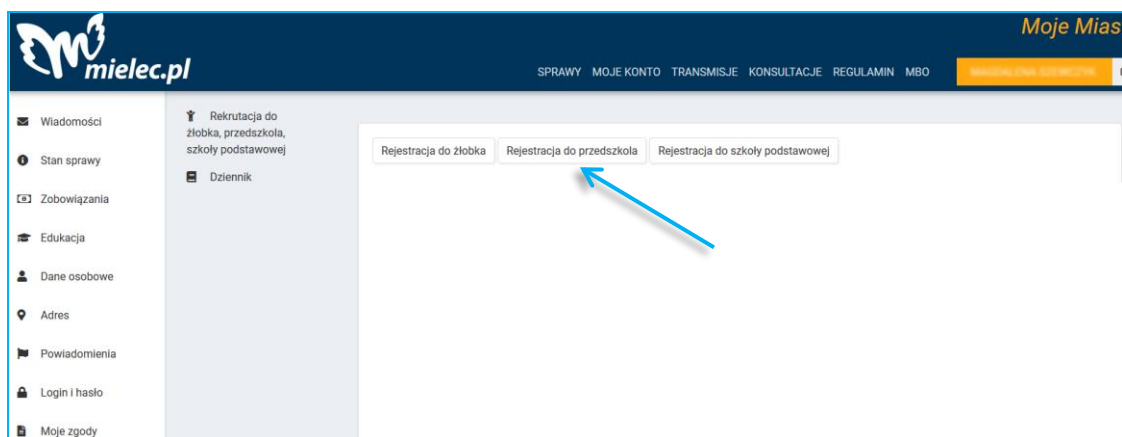 Moje Mias
mielec.pl
SPRAWY MOJE KONTO TRANSMISJE KONSULTACJE REGULAMIN MBO
Wiadomości
Stan sprawy
Zobowiązania
Edukacja
Dane osobowe
Adres
Powiadomienia
Login i hasło
Moje zgody
Rekrutacja do
żłobka, przedszkola,
szkoły podstawowej
Dziennik
Rejestracja do żłobka Rejestracja do przedszkola Rejestracja do szkoły podstawowej